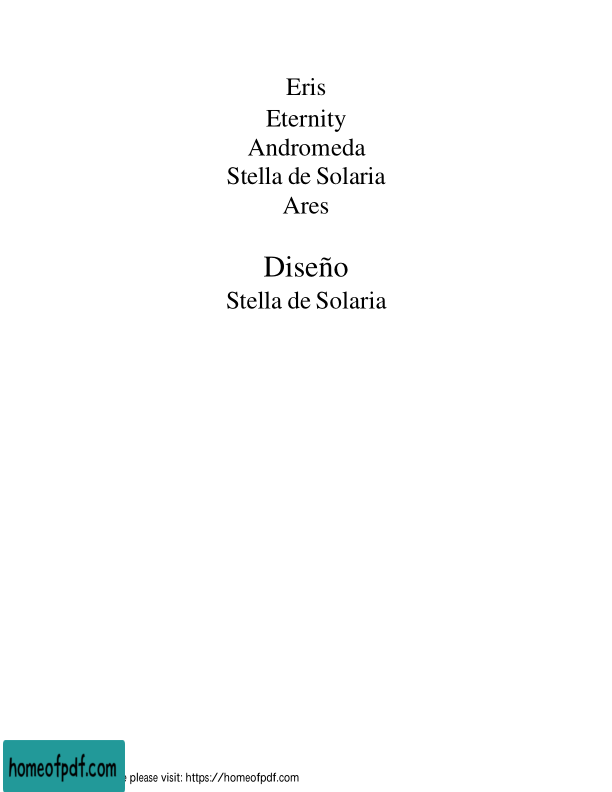 Eris
Eternity
Andromeda
Stella de Solaria
Ares
Diseño
Stella de Solaria
homeofpdf.com
please visit: https://homeofpdf.com